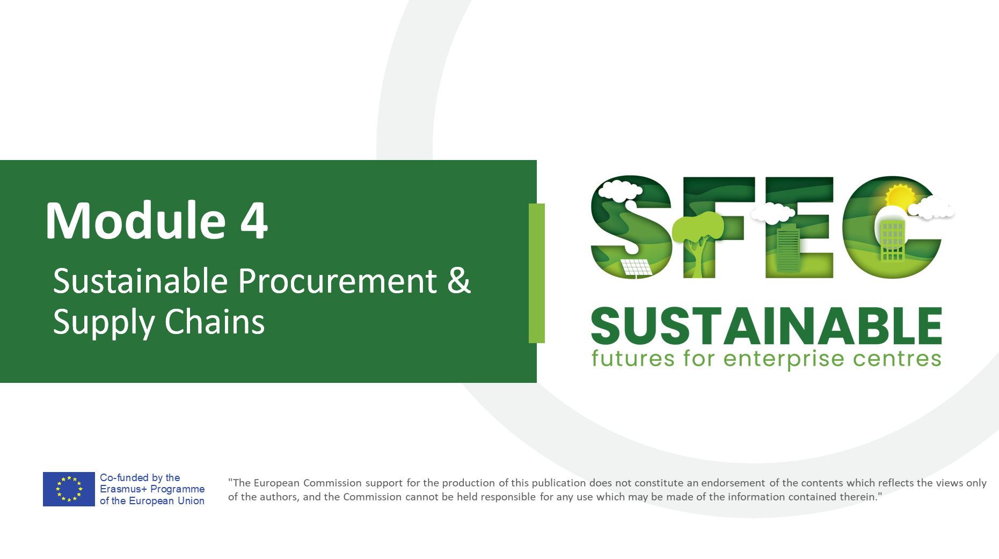 Module 4
Sustainable Procurement &
Supply Chains
SFEC
SUSTAINABLE
futures for enterprise centres
Co-funded by the
Erasmus+ Programme
of the European Union
"The European Commission support for the production of this publication does not constitute an endorsement of the contents which reflects the views only
of the authors, and the Commission cannot be held responsible for any use which may be made of the information contained therein."